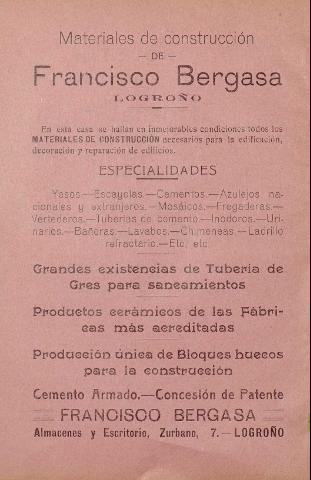 Materiales de construcción
— DE —
Francisco Bergasa
LOGROÑO
En esta casa se hallan en inmejorables condiciones todos los
MATERIALES DE CONSTRUCCIÓN necesarios para la edificación,
decoración y reparación de edificios.
ESPECIALIDADES
Yesos.—Escayolas.—Cementos.—Azulejos na-
cionales y extranjeros.—Mosáicos.—Fregaderas.—
Vertederos.—Tuberías de cemento.—Inodoros.—Uri-
narios.—Bañeras.—Lavabos.—Chimeneas.—Ladrillo
refractario.—Etc, etc.
Grandes existencias de Tubería de
Gres para saneamientos
Productos cerámicos de las Fábri-
cas más acreditadas
Producción única de Bloques huecos
para la construcción
Cemento Armado.—Concesión de Patente
FRANCISCO BERGASA
Almacenes y Escritorio, Zurbano, 7.—LOGROÑO